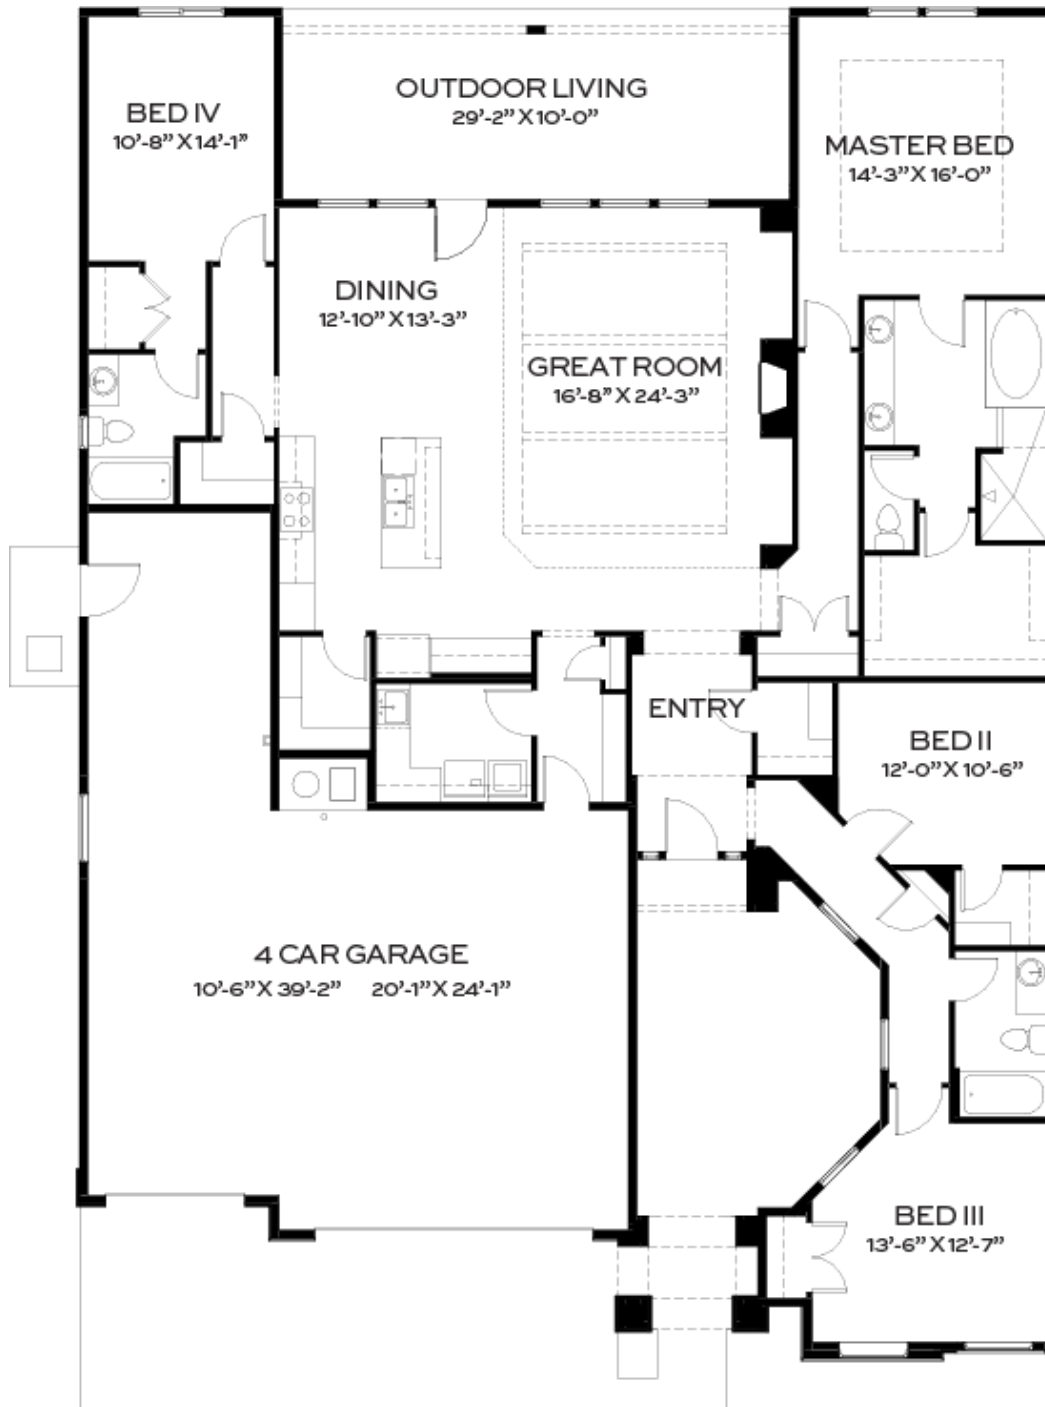 OUTDOOR LIVING
29'-2" X 10'-0"
BED IV
10'-8" X 14'-1"
MASTER BED
14'-3" X 16'-0"
DINING
12'-10" X 13'-3"
GREAT ROOM
16'-8" X 24'-3"
ENTRY
BED II
12'-0" X 10'-6"
4 CAR GARAGE
10'-6" X 39'-2" 20'-1" X 24'-1"
BED III
13'-6" X 12'-7"